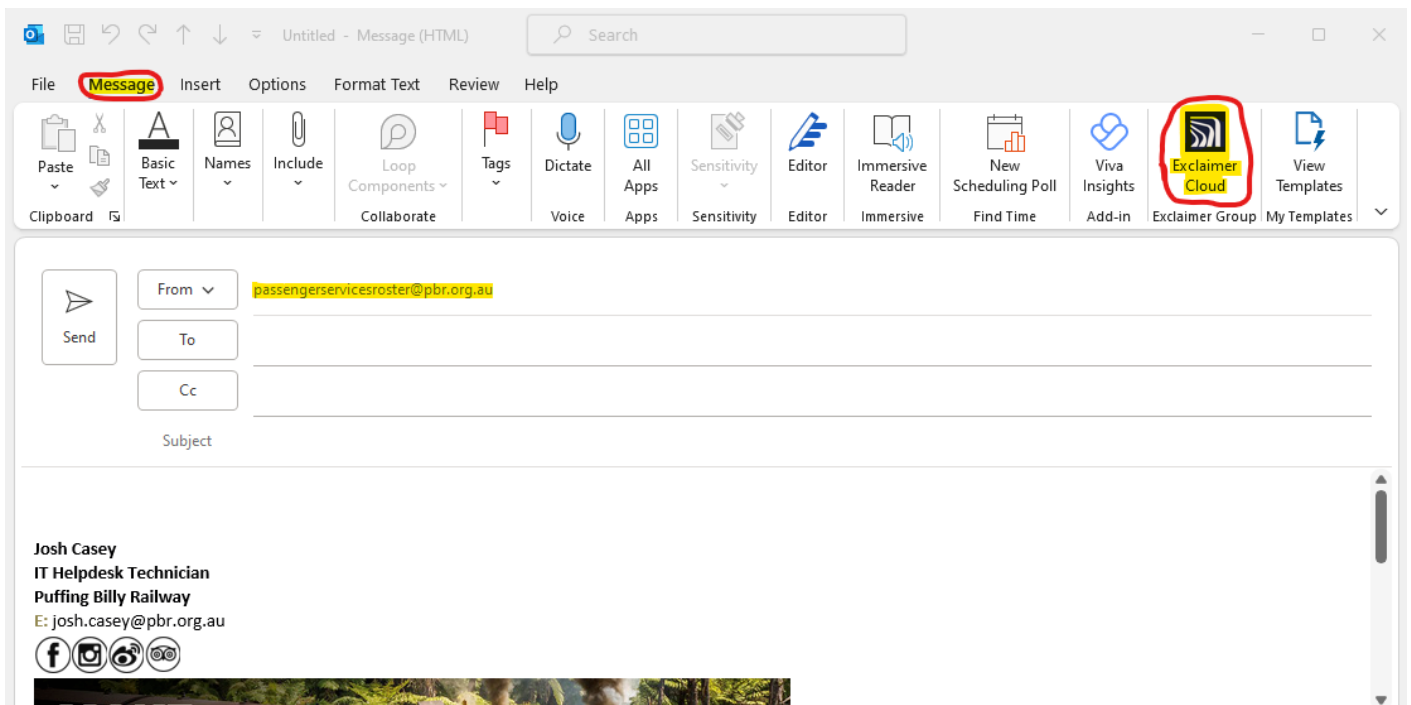 Untitled - Message (HTML)
Search
File Message Insert Options Format Text Review Help
Paste
Basic Text
Names
Include
Loop Components
Tags
Dictate
All Apps
Sensitivity
Editor
Immersive Reader
New Scheduling Poll
Viva Insights
Exclaimer Cloud
View Templates
Clipboard Collaborate Voice Apps Sensitivity Editor Immersive Find Time Add-in Exclaimer Group My Templates
Send
From passengerservicesroster@pbr.org.au
To
Cc
Subject
Josh Casey
IT Helpdesk Technician
Puffing Billy Railway
E: josh.casey@pbr.org.au